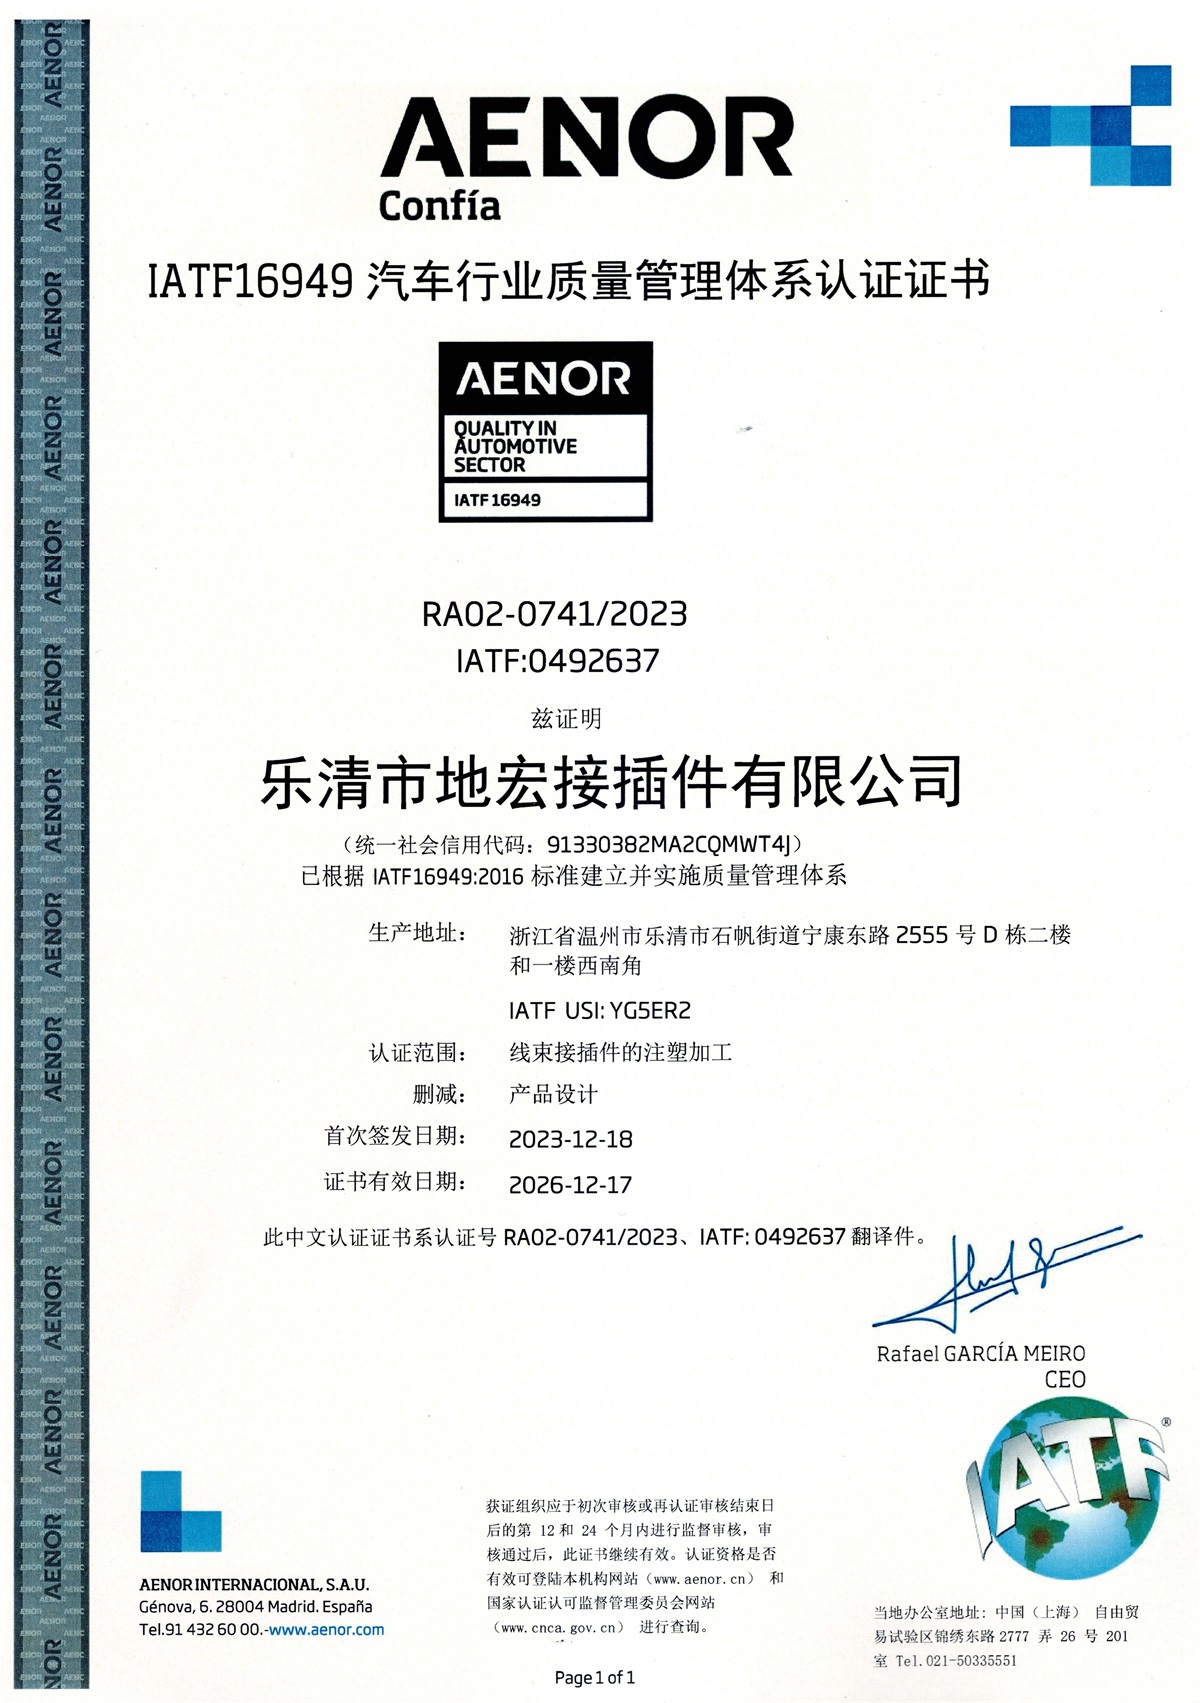 AENOR
Confía
IATF16949 汽车行业质量管理体系认证证书
AENOR
QUALITY IN
AUTOMOTIVE
SECTOR
IATF 16949
RA02-0741/2023
IATF:0492637
兹证明
乐清市地宏接插件有限公司
（统一社会信用代码：91330382MA2CQMWT4J）
已根据 IATF16949:2016 标准建立并实施质量管理体系
生产地址： 浙江省温州市乐清市石帆街道宁康东路 2555 号 D 栋二楼
和一楼西南角
IATF USI: YG5ER2
认证范围： 线束接插件的注塑加工
删减： 产品设计
首次签发日期： 2023-12-18
证书有效日期： 2026-12-17
此中文认证证书系认证号 RA02-0741/2023、IATF: 0492637 翻译件。
Rafael GARCÍA MEIRO
CEO
IATF®
AENOR INTERNACIONAL, S.A.U.
Génova, 6. 28004 Madrid. España
Tel.91 432 60 00.-www.aenor.com
获证组织应于初次审核或再认证审核结束日
后的第 12 和 24 个月内进行监督审核，审
核通过后，此证书继续有效。认证资格是否
有效可登陆本机构网站（www.aenor.cn） 和
国家认证认可监督管理委员会网站
（www.cnca.gov.cn） 进行查询。
当地办公室地址：中国（上海） 自由贸
易试验区锦绣东路 2777 弄 26 号 201
室 Tel.021-50335551
Page 1 of 1